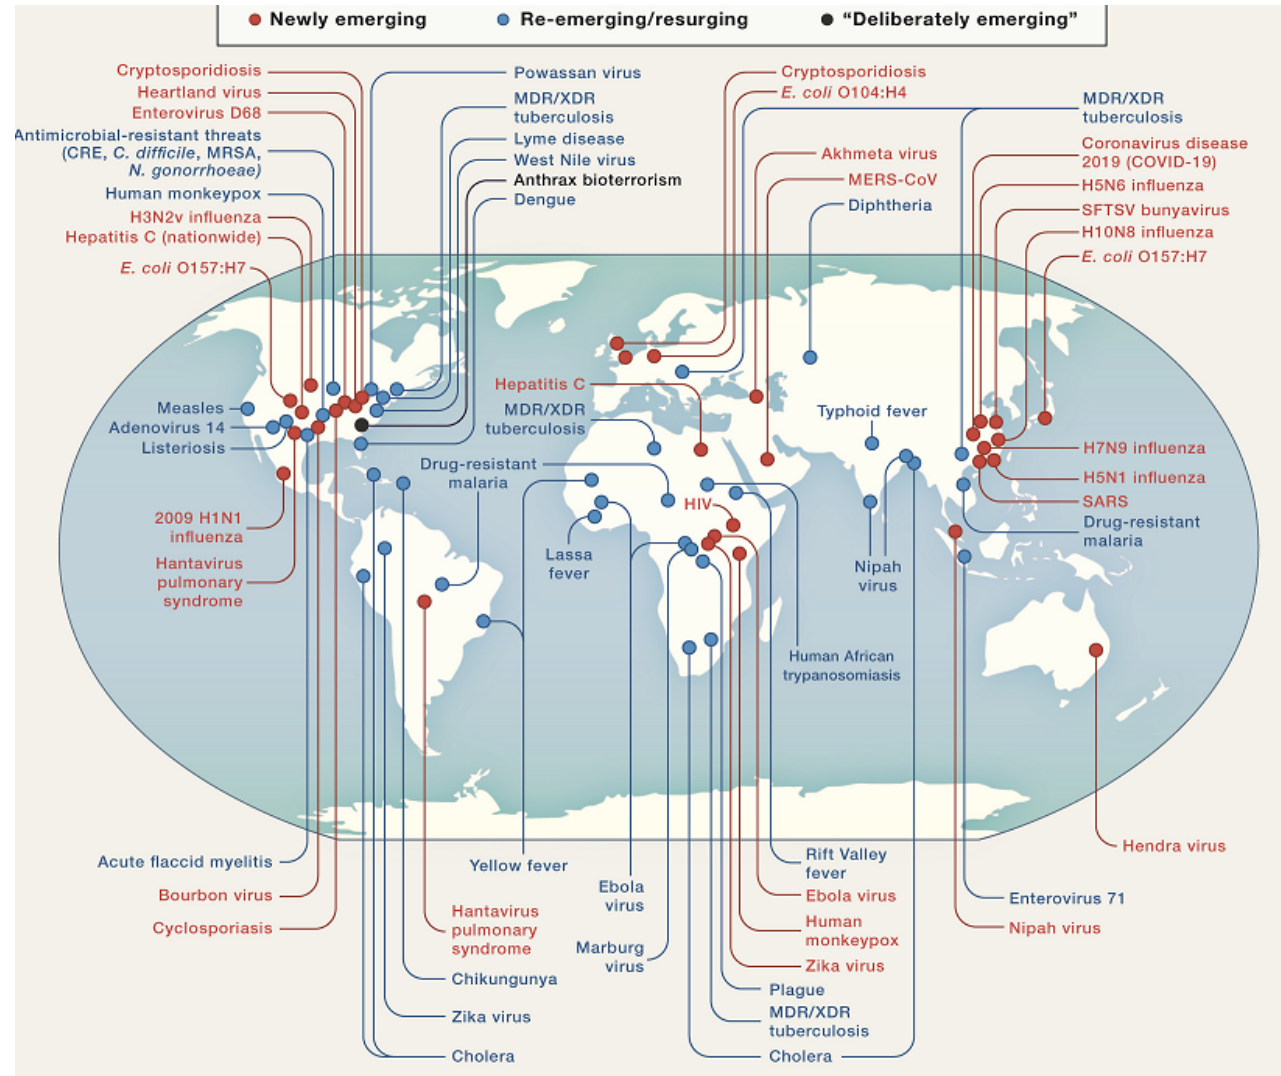 Newly emerging
Re-emerging/resurging
“Deliberately emerging”
Cryptosporidiosis
Heartland virus
Enterovirus D68
Antimicrobial-resistant threats
(CRE, C. difficile, MRSA,
N. gonorrhoeae)
Human monkeypox
H3N2v influenza
Hepatitis C (nationwide)
E. coli O157:H7
Powassan virus
MDR/XDR
tuberculosis
Lyme disease
West Nile virus
Anthrax bioterrorism
Dengue
Cryptosporidiosis
E. coli O104:H4
Akhmeta virus
MERS-CoV
Diphtheria
MDR/XDR
tuberculosis
Coronavirus disease
2019 (COVID-19)
H5N6 influenza
SFTSV bunyavirus
H10N8 influenza
E. coli O157:H7
Measles
Adenovirus 14
Listeriosis
2009 H1N1
influenza
Hantavirus
pulmonary
syndrome
Hepatitis C
MDR/XDR
tuberculosis
Drug-resistant
malaria
HIV
Lassa
fever
Typhoid fever
Nipah
virus
Human African
trypanosomiasis
H7N9 influenza
H5N1 influenza
SARS
Drug-resistant
malaria
Hendra virus
Acute flaccid myelitis
Bourbon virus
Cyclosporiasis
Yellow fever
Hantavirus
pulmonary
syndrome
Chikungunya
Zika virus
Cholera
Ebola
virus
Marburg
virus
Rift Valley
fever
Ebola virus
Human
monkeypox
Zika virus
Plague
MDR/XDR
tuberculosis
Cholera
Enterovirus 71
Nipah virus